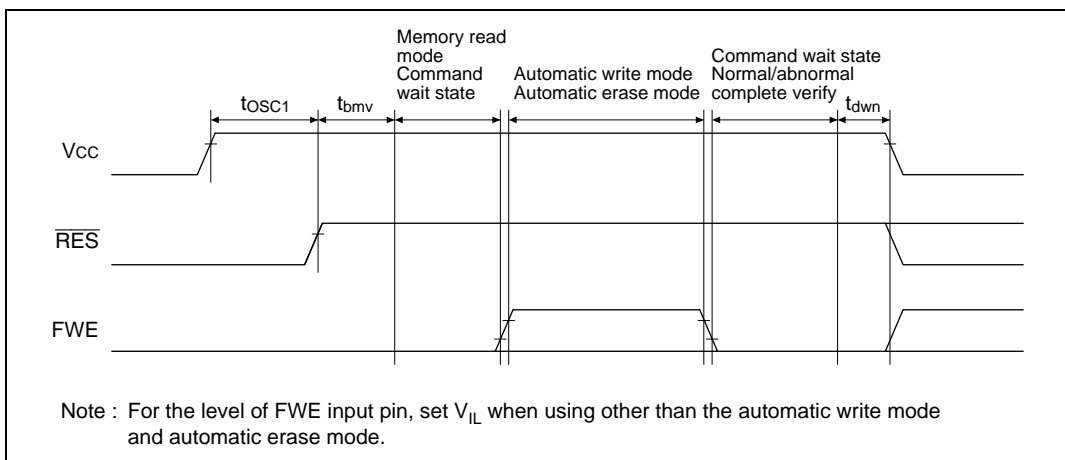 Memory read
mode
Command
wait state
Automatic write mode
Automatic erase mode
Command wait state
Normal/abnormal
complete verify
tOSC1
tbmv
tdwn
VCC
RES
FWE
Note : For the level of FWE input pin, set VIL when using other than the automatic write mode
and automatic erase mode.